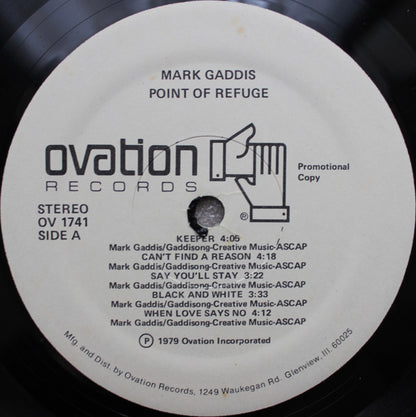 MARK GADDIS
POINT OF REFUGE
ovation
RECORDS
®
Promotional
Copy
STEREO
OV 1741
SIDE A
KEEPER 4:05
Mark Gaddis/Gaddisong-Creative Music-ASCAP
CAN'T FIND A REASON 4:18
Mark Gaddis/Gaddisong-Creative Music-ASCAP
SAY YOU'LL STAY 3:22
Mark Gaddis/Gaddisong-Creative Music-ASCAP
BLACK AND WHITE 3:33
Mark Gaddis/Gaddisong-Creative Music-ASCAP
WHEN LOVE SAYS NO 4:12
Mark Gaddis/Gaddisong-Creative Music-ASCAP
℗ 1979 Ovation Incorporated
Mfg. and Dist. by Ovation Records, 1249 Waukegan Rd. Glenview, Ill. 60025